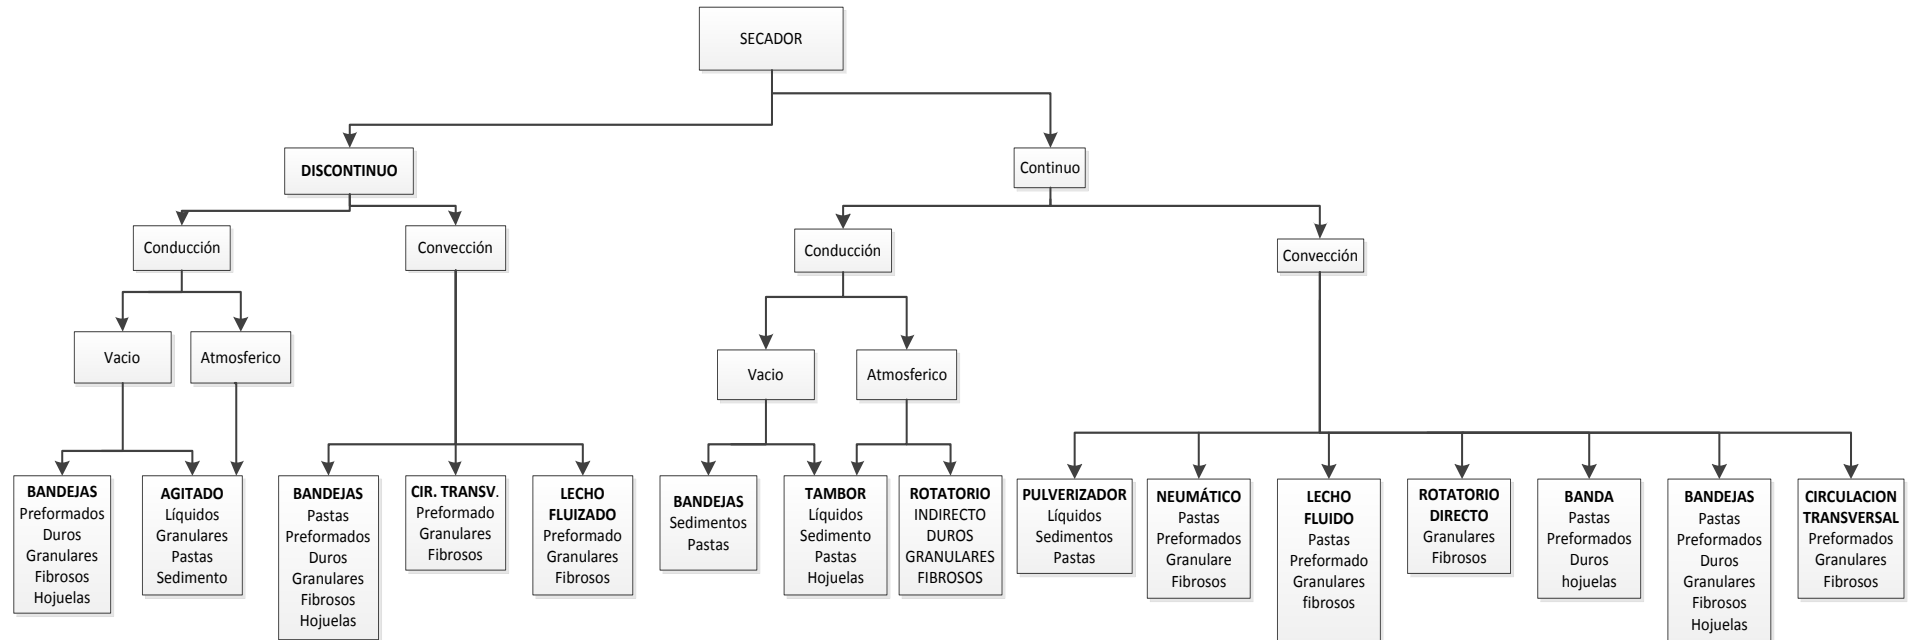 SECADOR
DISCONTINUO
Continuo
Conducción
Convección
Conducción
Convección
Vacio
Atmosferico
Vacio
Atmosferico
BANDEJAS
Preformados
Duros
Granulares
Fibrosos
Hojuelas
AGITADO
Líquidos
Granulares
Pastas
Sedimento
BANDEJAS
Pastas
Preformados
Duros
Granulares
Fibrosos
Hojuelas
CIR. TRANSV.
Preformado
Granulares
Fibrosos
LECHO
FLUIZADO
Preformado
Granulares
Fibrosos
BANDEJAS
Sedimentos
Pastas
TAMBOR
Líquidos
Sedimento
Pastas
Hojuelas
ROTATORIO
INDIRECTO
DUROS
GRANULARES
FIBROSOS
PULVERIZADOR
Líquidos
Sedimentos
Pastas
NEUMÁTICO
Pastas
Preformados
Granulare
Fibrosos
LECHO
FLUIDO
Pastas
Preformado
Granulares
fibrosos
ROTATORIO
DIRECTO
Granulares
Fibrosos
BANDA
Pastas
Preformados
Duros
hojuelas
BANDEJAS
Pastas
Preformados
Duros
Granulares
Fibrosos
Hojuelas
CIRCULACION
TRANSVERSAL
Preformados
Granulares
Fibrosos